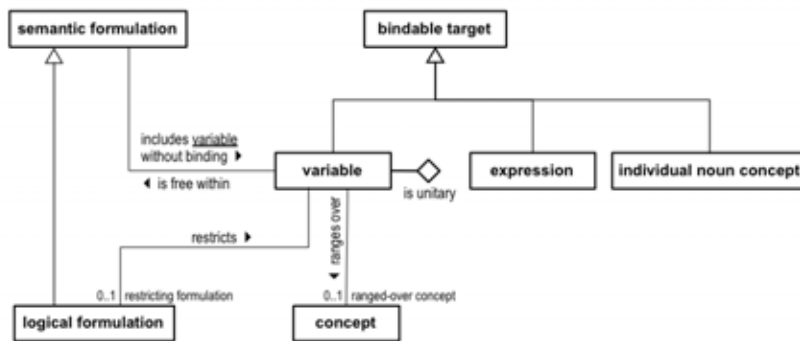 semantic formulation
bindable target
includes variable
without binding ▶
◀ is free within
variable
is unitary
expression
individual noun concept
restricts ▶
ranges over ▶
0..1 restricting formulation
0..1 ranged-over concept
logical formulation
concept